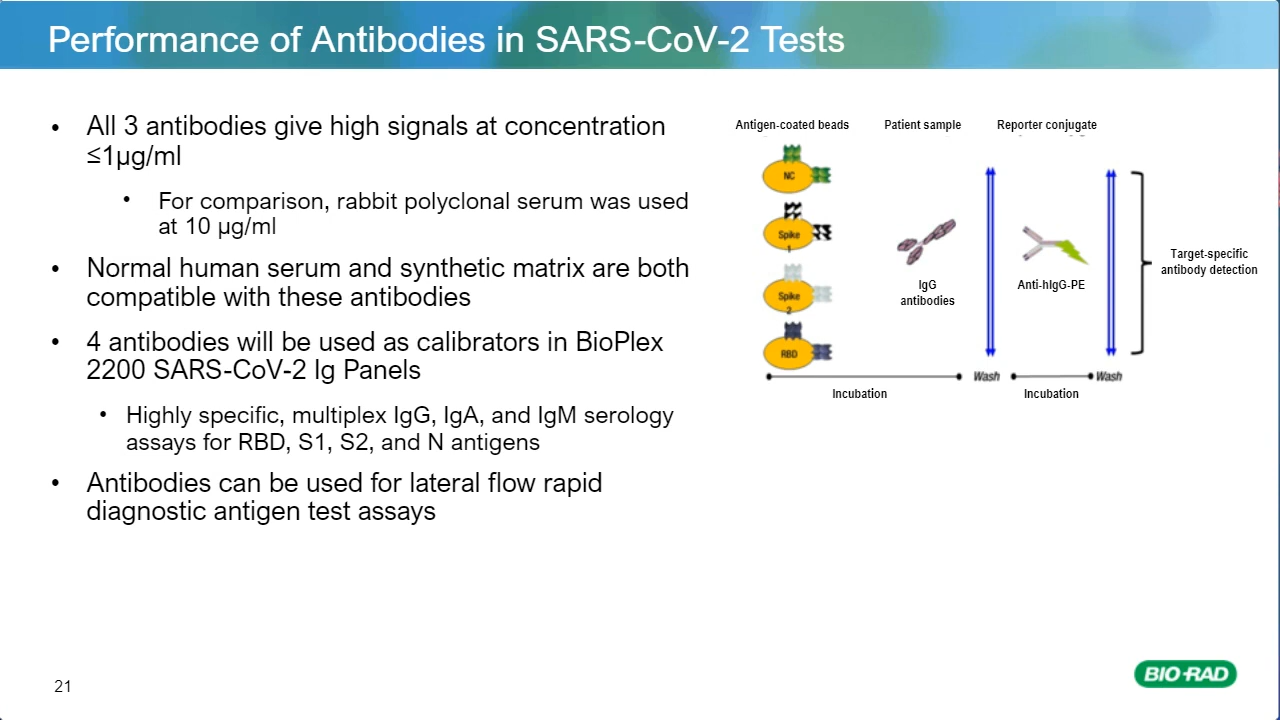 Performance of Antibodies in SARS-CoV-2 Tests
• All 3 antibodies give high signals at concentration
≤1µg/ml
• For comparison, rabbit polyclonal serum was used
at 10 µg/ml
• Normal human serum and synthetic matrix are both
compatible with these antibodies
• 4 antibodies will be used as calibrators in BioPlex
2200 SARS-CoV-2 Ig Panels
• Highly specific, multiplex IgG, IgA, and IgM serology
assays for RBD, S1, S2, and N antigens
• Antibodies can be used for lateral flow rapid
diagnostic antigen test assays
Antigen-coated beads
Patient sample
Reporter conjugate
NC
Spike
1
Spike
2
RBD
IgG
antibodies
Anti-hIgG-PE
Target-specific
antibody detection
Wash
Wash
Incubation
Incubation
21
BIO-RAD